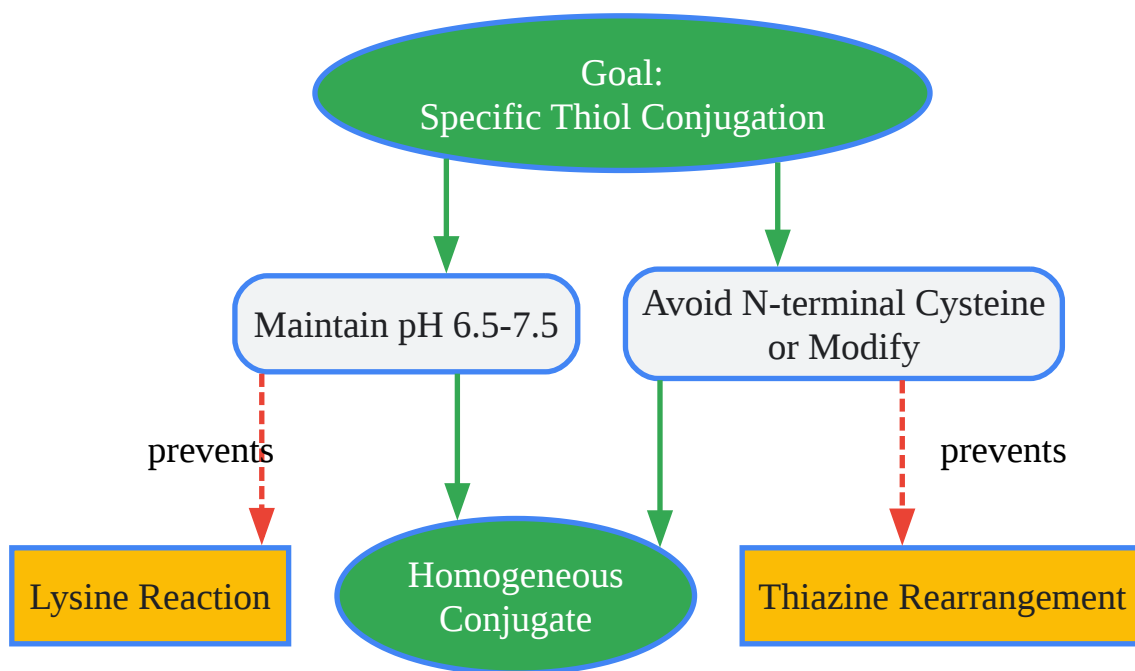 Goal:
Specific Thiol Conjugation
Maintain pH 6.5-7.5
Avoid N-terminal Cysteine
or Modify
prevents
prevents
Lysine Reaction
Homogeneous
Conjugate
Thiazine Rearrangement